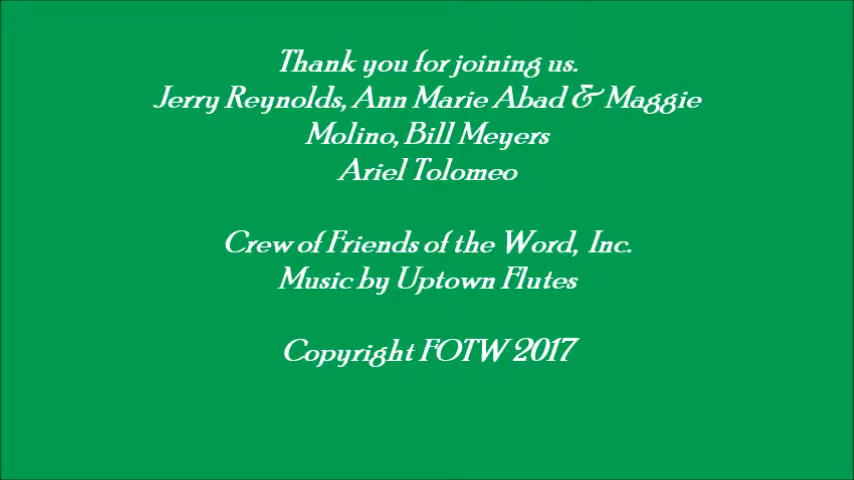 Thank you for joining us.
Jerry Reynolds, Ann Marie Abad & Maggie
Molino, Bill Meyers
Ariel Tolomeo
Crew of Friends of the Word, Inc.
Music by Uptown Flutes
Copyright FOTW 2017